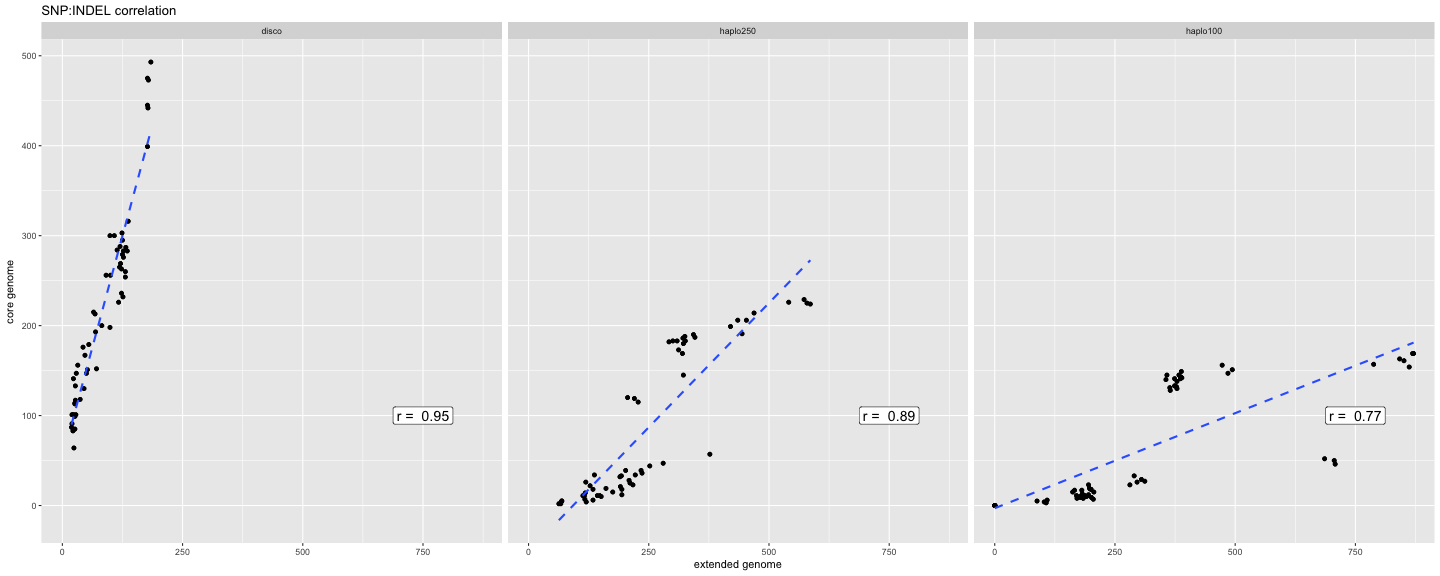 SNP:INDEL correlation
disco
haplo250
haplo100
core genome
500
400
300
200
100
0
r = 0.95
r = 0.89
r = 0.77
0 250 500 750
0 250 500 750
0 250 500 750
extended genome